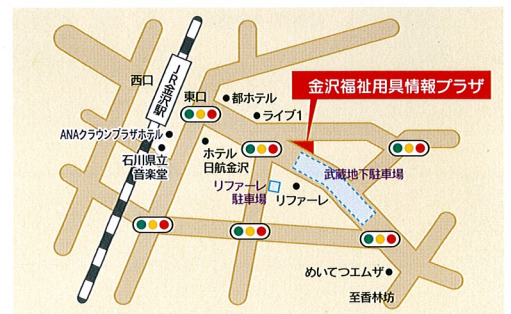 金沢福祉用具情報プラザ
西口
JR金沢駅
東口
都ホテル
ライブ1
ANAクラウンプラザホテル
石川県立
音楽堂
ホテル
日航金沢
武蔵地下駐車場
リファーレ
駐車場
リファーレ
めいてつエムザ
至香林坊